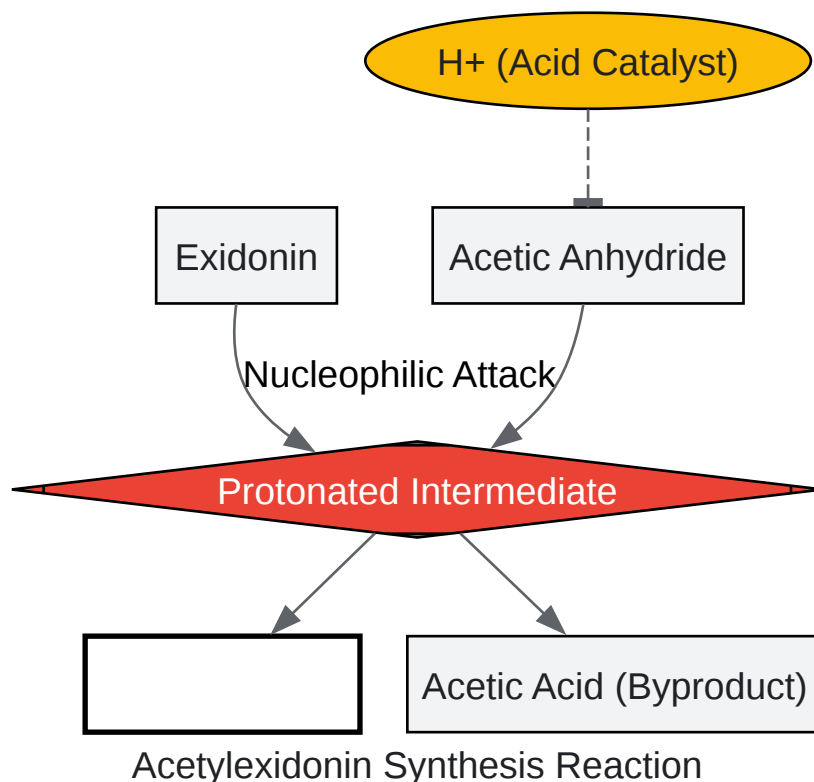 H+ (Acid Catalyst)
Exidonin
Acetic Anhydride
Nucleophilic Attack
Protonated Intermediate
Acetic Acid (Byproduct)
Acetylexidonin Synthesis Reaction